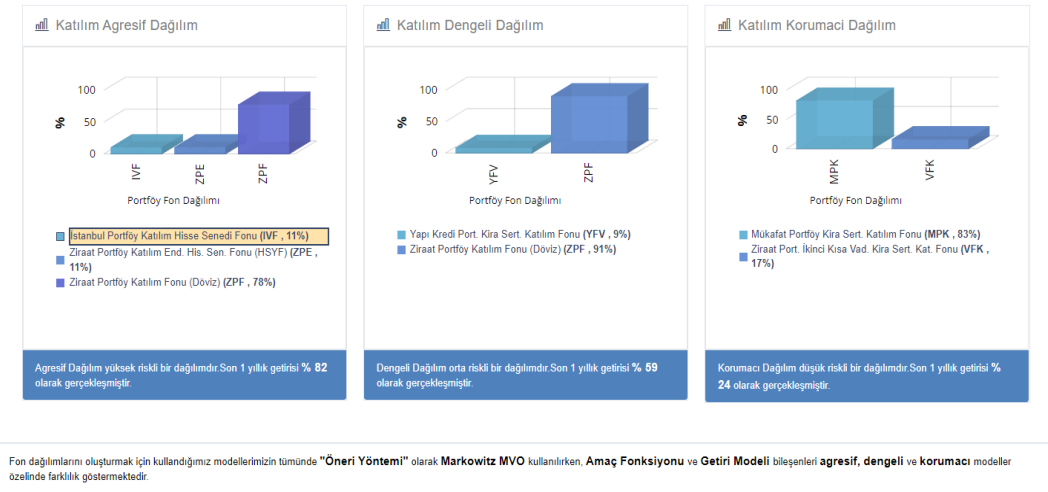 Katılım Agresif Dağılım
100
50
0
%
IVF
ZPE
ZPF
Portföy Fon Dağılımı
İstanbul Portföy Katılım Hisse Senedi Fonu (IVF , 11%)
Ziraat Portföy Katılım End. His. Sen. Fonu (HSYF) (ZPE ,
11%)
Ziraat Portföy Katılım Fonu (Döviz) (ZPF , 78%)
Agresif Dağılım yüksek riskli bir dağılımdır.Son 1 yıllık getirisi % 82
olarak gerçekleşmiştir.
Katılım Dengeli Dağılım
100
50
0
%
YFV
ZPF
Portföy Fon Dağılımı
Yapı Kredi Port. Kira Sert. Katılım Fonu (YFV , 9%)
Ziraat Portföy Katılım Fonu (Döviz) (ZPF , 91%)
Dengeli Dağılım orta riskli bir dağılımdır.Son 1 yıllık getirisi % 59
olarak gerçekleşmiştir.
Katılım Korumaci Dağılım
100
50
0
%
MPK
VFK
Portföy Fon Dağılımı
Mükafat Portföy Kira Sert. Katılım Fonu (MPK , 83%)
Ziraat Port. İkinci Kısa Vad. Kira Sert. Kat. Fonu (VFK ,
17%)
Korumacı Dağılım düşük riskli bir dağılımdır.Son 1 yıllık getirisi %
24 olarak gerçekleşmiştir.
Fon dağılımlarını oluşturmak için kullandığımız modellerimizin tümünde "Öneri Yöntemi" olarak Markowitz MVO kullanılırken, Amaç Fonksiyonu ve Getiri Modeli bileşenleri agresif, dengeli ve korumacı modeller
özelinde farklılık göstermektedir.